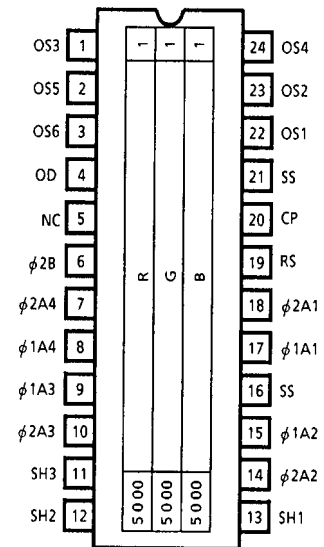 OS3 1 1 1 1 24 OS4
OS5 2 23 OS2
OS6 3 22 OS1
OD 4 21 SS
NC 5 20 CP
ϕ2B 6 R G B 19 RS
ϕ2A4 7 18 ϕ2A1
ϕ1A4 8 17 ϕ1A1
ϕ1A3 9 16 SS
ϕ2A3 10 15 ϕ1A2
SH3 11 14 ϕ2A2
SH2 12 5000 5000 5000 13 SH1